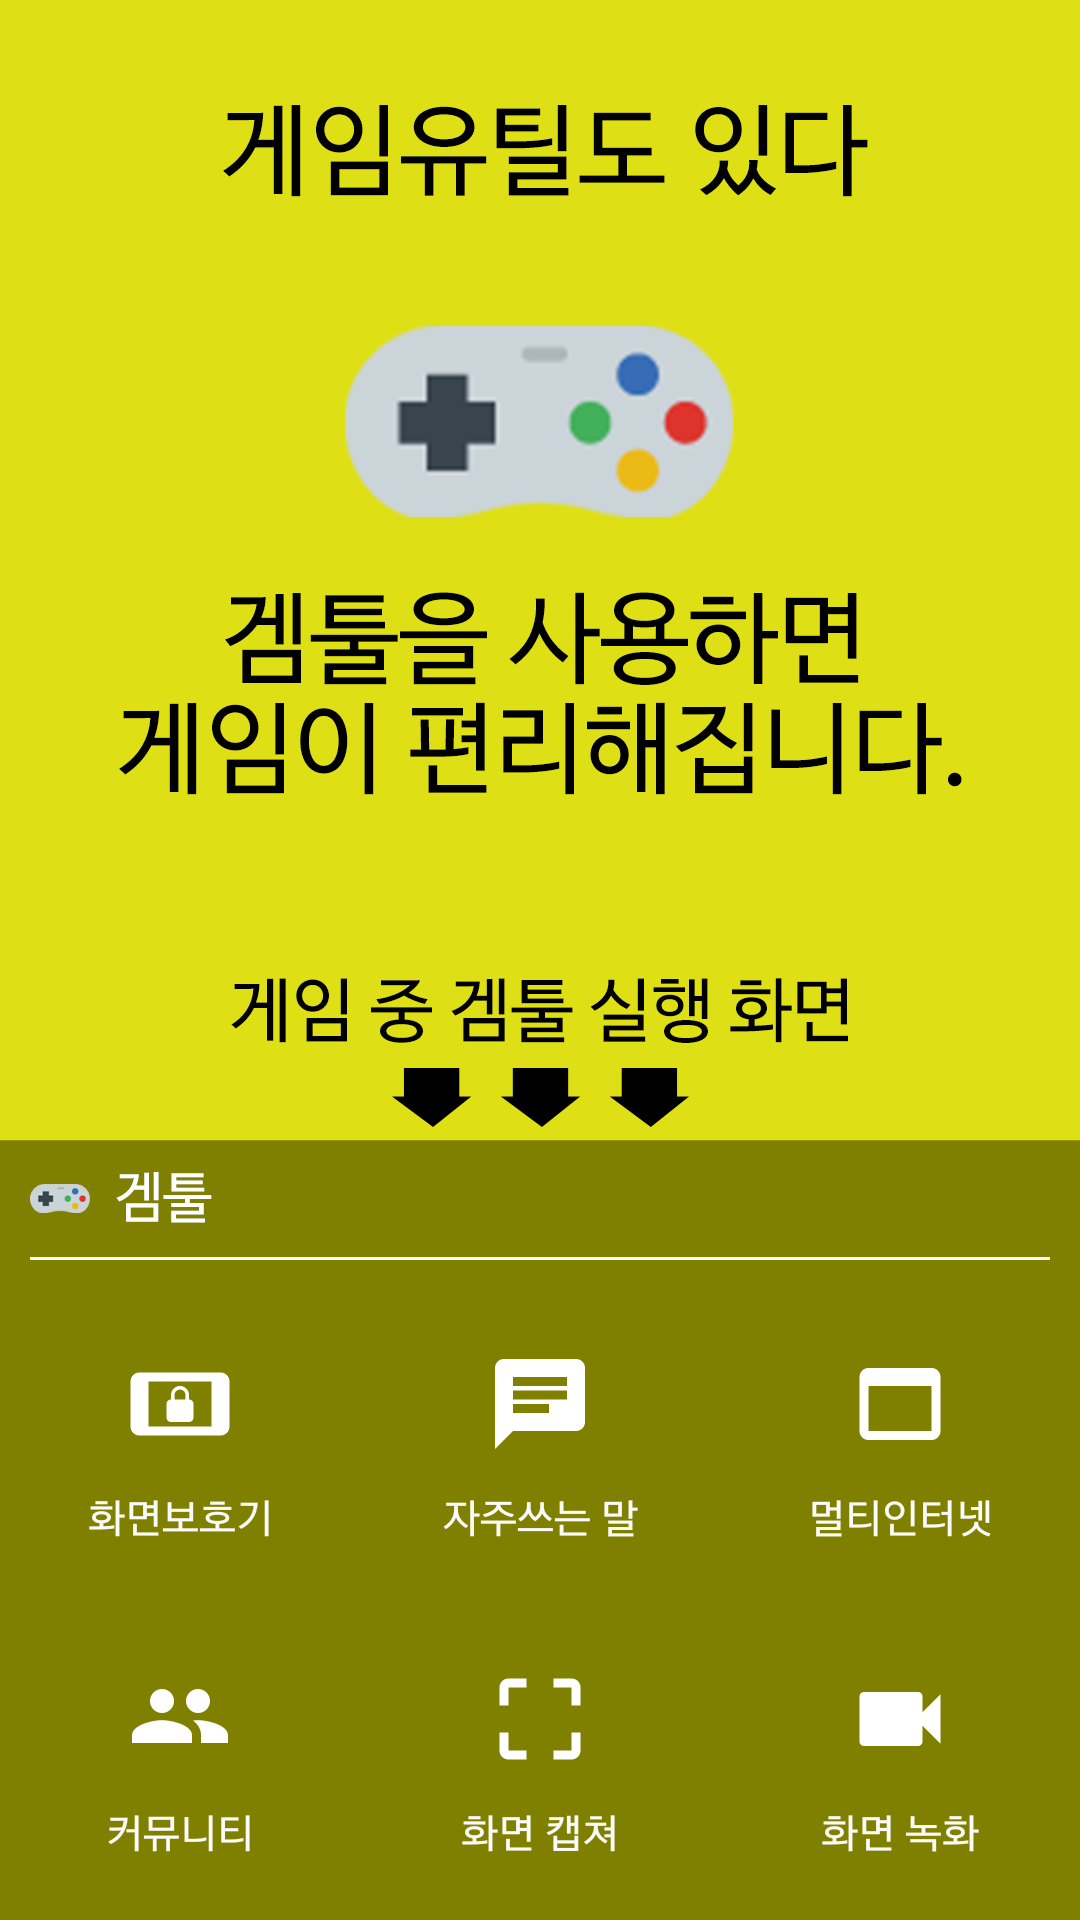 게임유틸도 있다
겜툴을 사용하면
게임이 편리해집니다.
게임 중 겜툴 실행 화면
겜툴
화면보호기
자주쓰는 말
멀티인터넷
커뮤니티
화면 캡쳐
화면 녹화